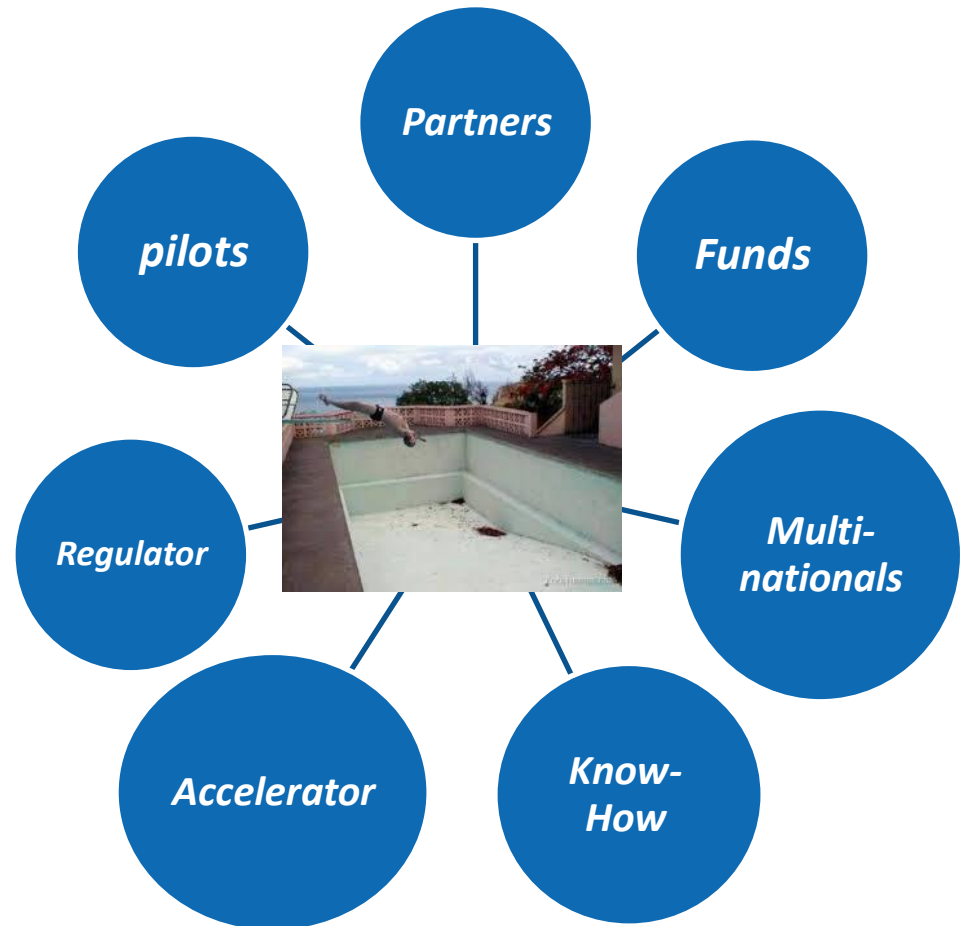 Partners
pilots
Funds
Regulator
Multi-
nationals
Accelerator
Know-
How